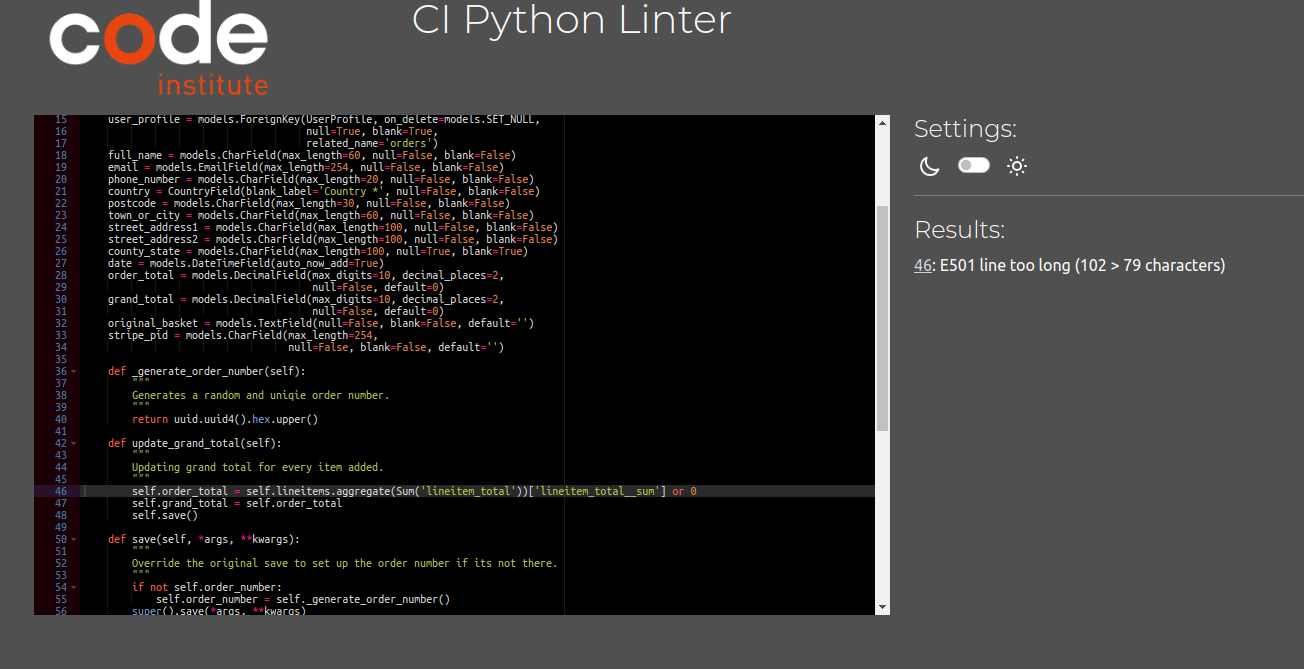 code
institute
CI Python Linter
15 user_profile = models.ForeignKey(UserProfile, on_delete=models.SET_NULL,
16 null=True, blank=True,
17 related_name='orders')
18 full_name = models.CharField(max_length=60, null=False, blank=False)
19 email = models.EmailField(max_length=254, null=False, blank=False)
20 phone_number = models.CharField(max_length=20, null=False, blank=False)
21 country = CountryField(blank_label='Country *', null=False, blank=False)
22 postcode = models.CharField(max_length=30, null=False, blank=False)
23 town_or_city = models.CharField(max_length=60, null=False, blank=False)
24 street_address1 = models.CharField(max_length=100, null=False, blank=False)
25 street_address2 = models.CharField(max_length=100, null=False, blank=False)
26 county_state = models.CharField(max_length=100, null=True, blank=True)
27 date = models.DateTimeField(auto_now_add=True)
28 order_total = models.DecimalField(max_digits=10, decimal_places=2,
29 null=False, default=0)
30 grand_total = models.DecimalField(max_digits=10, decimal_places=2,
31 null=False, default=0)
32 original_basket = models.TextField(null=False, blank=False, default='')
33 stripe_pid = models.CharField(max_length=254,
34 null=False, blank=False, default='')
35
36 def _generate_order_number(self):
37 """
38 Generates a random and uniqie order number.
39 """
40 return uuid.uuid4().hex.upper()
41
42 def update_grand_total(self):
43 """
44 Updating grand total for every item added.
45 """
46 self.order_total = self.lineitems.aggregate(Sum('lineitem_total'))['lineitem_total__sum'] or 0
47 self.grand_total = self.order_total
48 self.save()
49
50 def save(self, *args, **kwargs):
51 """
52 Override the original save to set up the order number if its not there.
53 """
54 if not self.order_number:
55 self.order_number = self._generate_order_number()
56 super().save(*args, **kwargs)
Settings:
Results:
46: E501 line too long (102 > 79 characters)